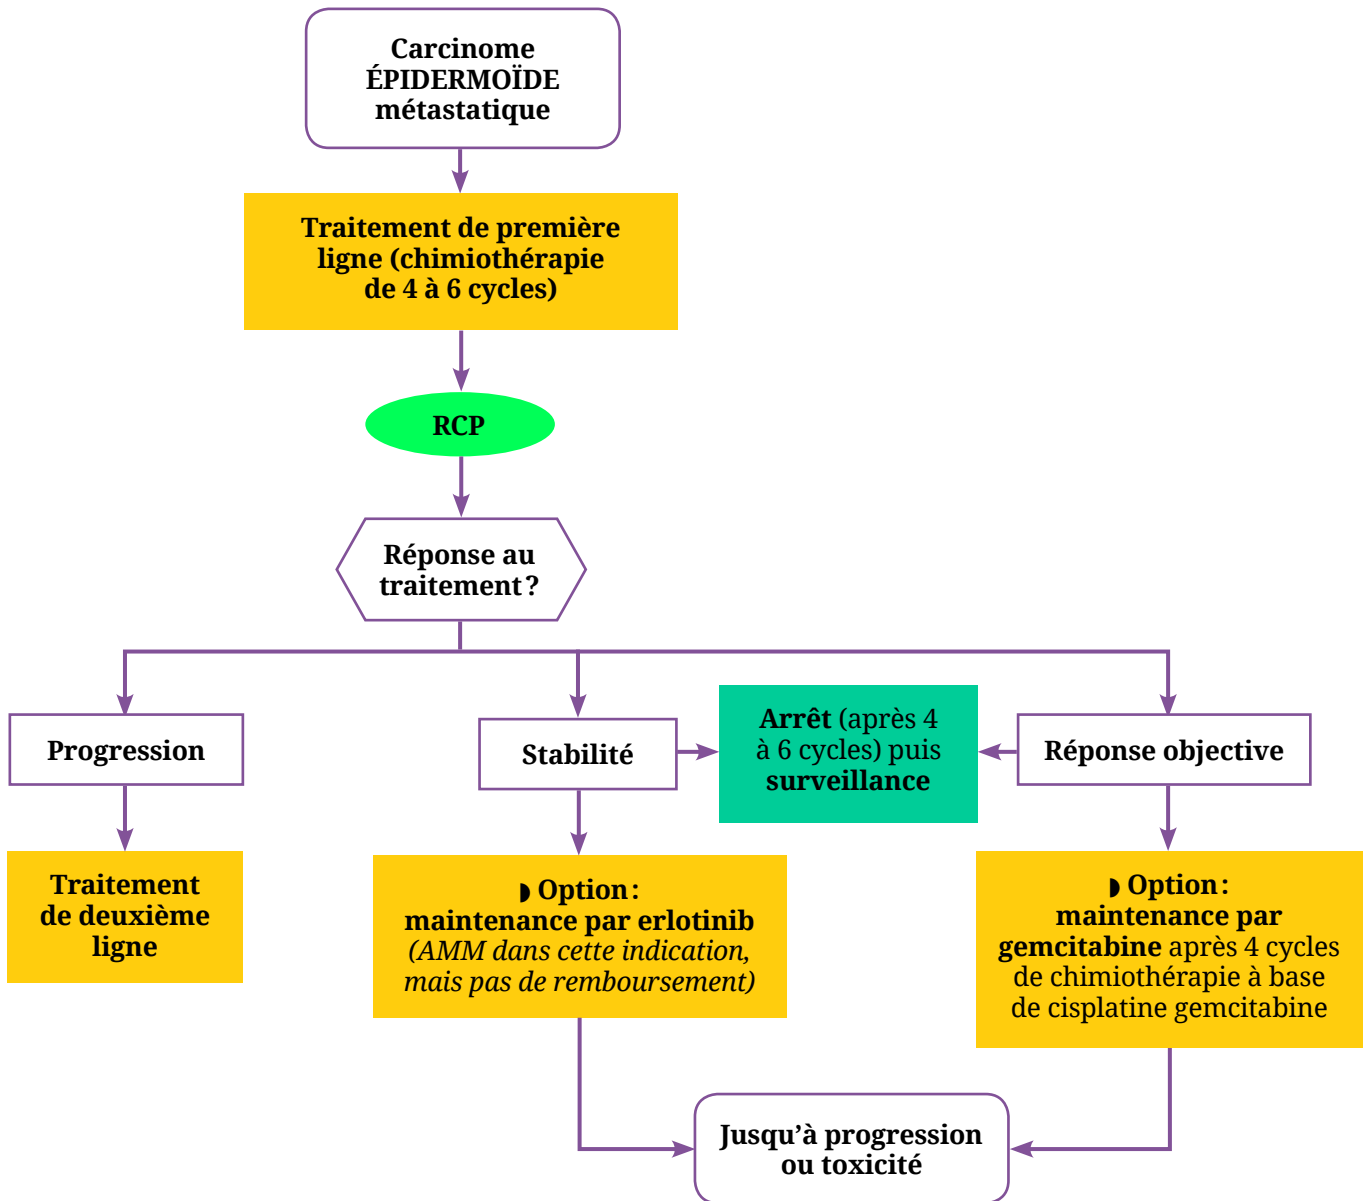 Carcinome
ÉPIDERMOÏDE
métastatique
Traitement de première
ligne (chimiothérapie
de 4 à 6 cycles)
RCP
Réponse au
traitement ?
Progression
Stabilité
Arrêt (après 4
à 6 cycles) puis
surveillance
Réponse objective
Traitement
de deuxième
ligne
◗ Option :
maintenance par erlotinib
(AMM dans cette indication,
mais pas de remboursement)
◗ Option :
maintenance par
gemcitabine après 4 cycles
de chimiothérapie à base
de cisplatine gemcitabine
Jusqu’à progression
ou toxicité